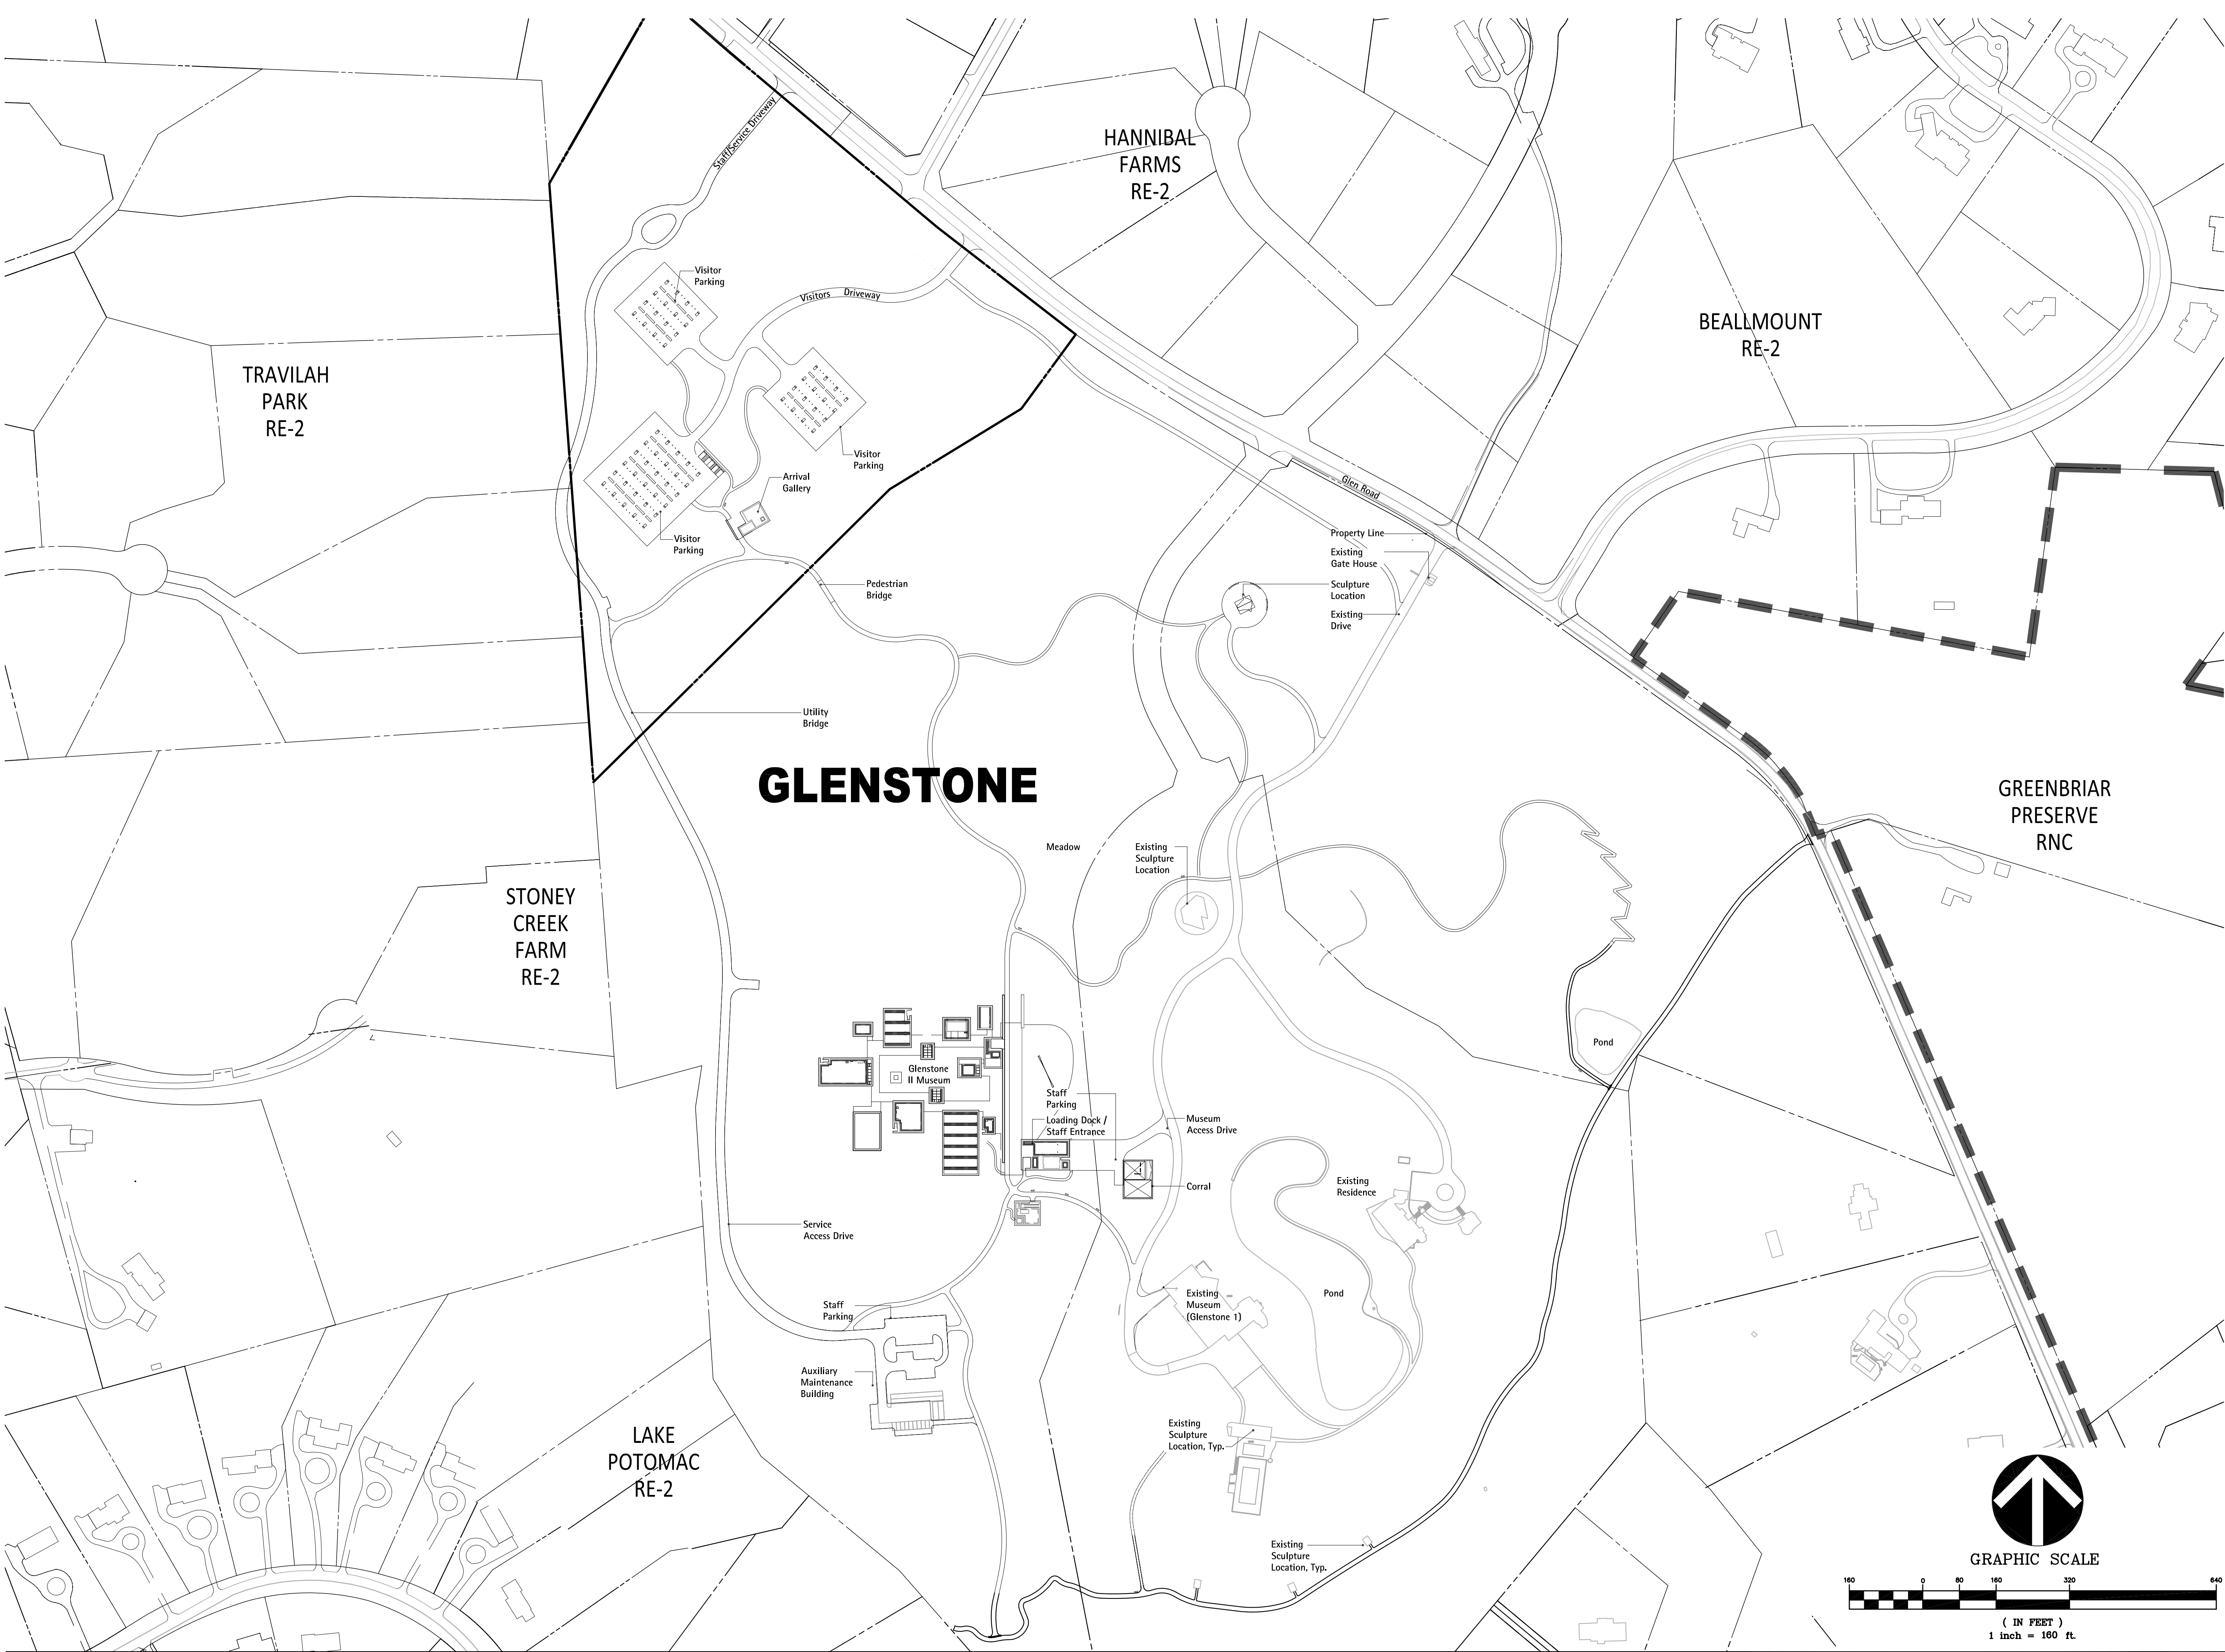 Staff/Service Driveway
HANNIBAL
FARMS
RE-2
Visitor
Parking
Visitors Driveway
BEALLMOUNT
RE-2
TRAVILAH
PARK
RE-2
Visitor
Parking
Arrival
Gallery
Glen Road
Visitor
Parking
Property Line
Existing
Gate House
Sculpture
Location
Existing
Drive
Pedestrian
Bridge
Utility
Bridge
GLENSTONE
GREENBRIAR
PRESERVE
RNC
Meadow
Existing
Sculpture
Location
STONEY
CREEK
FARM
RE-2
Pond
Glenstone
II Museum
Staff
Parking
Loading Dock /
Staff Entrance
Museum
Access Drive
Corral
Existing
Residence
Service
Access Drive
Existing
Museum
(Glenstone 1)
Pond
Staff
Parking
Auxiliary
Maintenance
Building
LAKE
POTOMAC
RE-2
Existing
Sculpture
Location, Typ.
Existing
Sculpture
Location, Typ.
GRAPHIC SCALE
160 0 80 160 320 640
( IN FEET )
1 inch = 160 ft.